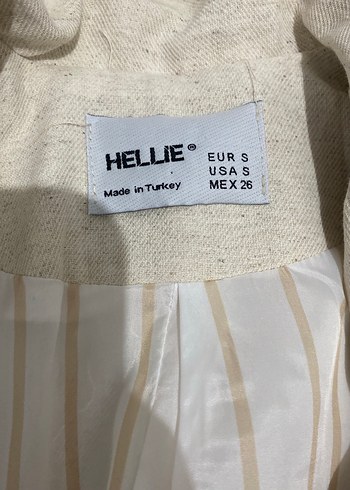 HELLIE®
Made in Turkey
EUR S
USA S
MEX 26